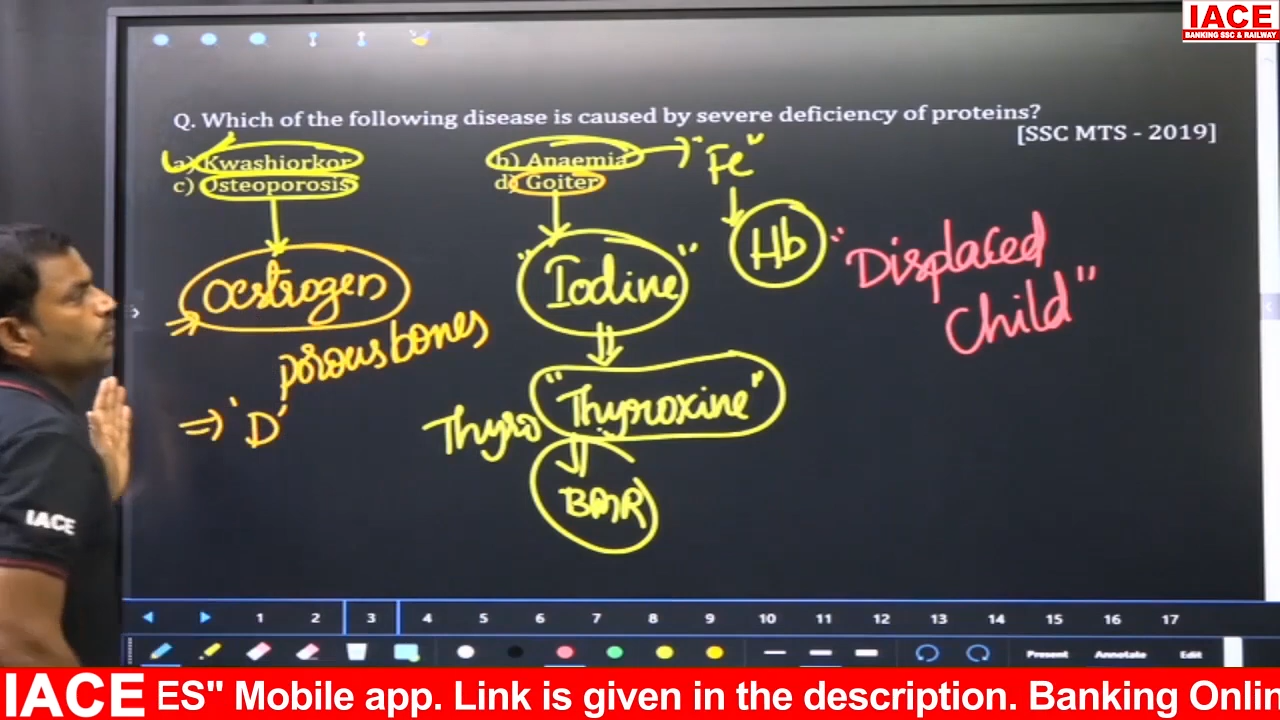 IACE
BANKING SSC & RAILWAY
Q. Which of the following disease is caused by severe deficiency of proteins?
[SSC MTS - 2019]
a) Kwashiorkor b) Anaemia "Fe"
c) Osteoporosis d) Goiter
Hb
"Displaced
Child"
Oestrogen
"Iodine"
porous bones
'D'
Thyro "Thyroxine"
BMR
IACE
1 2 3 4 5 6 7 8 9 10 11 12 13 14 15 16 17
Present Annotate Edit
IACE ES" Mobile app. Link is given in the description. Banking Onlin